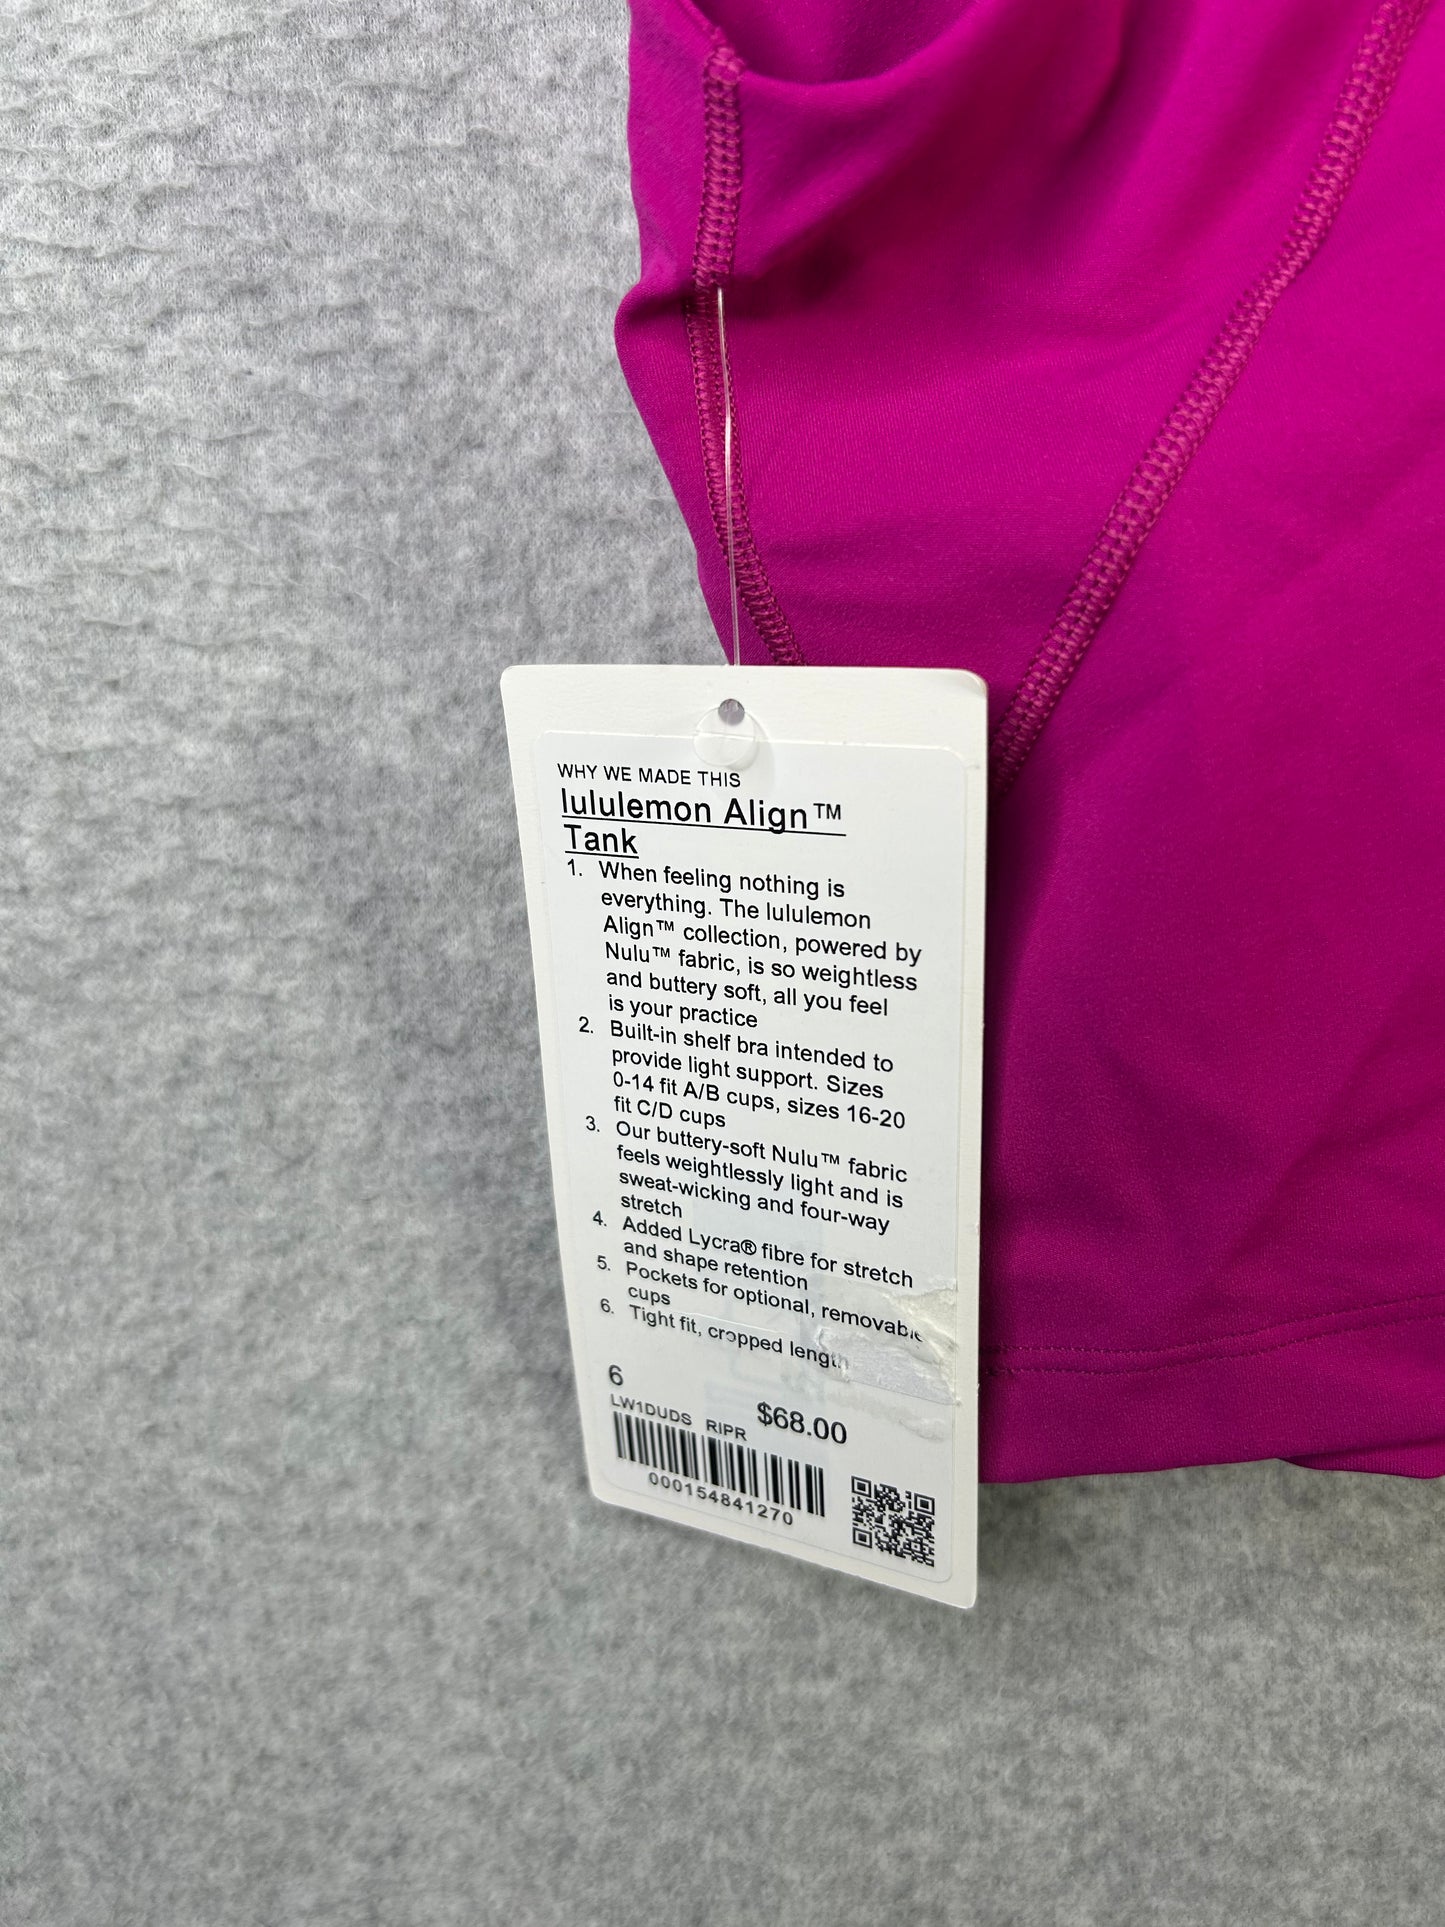 WHY WE MADE THIS
lululemon Align™
Tank
1. When feeling nothing is
everything. The lululemon
Align™ collection, powered by
Nulu™ fabric, is so weightless
and buttery soft, all you feel
is your practice
2. Built-in shelf bra intended to
provide light support. Sizes
0-14 fit A/B cups, sizes 16-20
fit C/D cups
3. Our buttery-soft Nulu™ fabric
feels weightlessly light and is
sweat-wicking and four-way
stretch
4. Added Lycra® fibre for stretch
and shape retention
5. Pockets for optional, removable
cups
6. Tight fit, cropped length
6
$68.00
LW1DUDS RIPR
000154841270